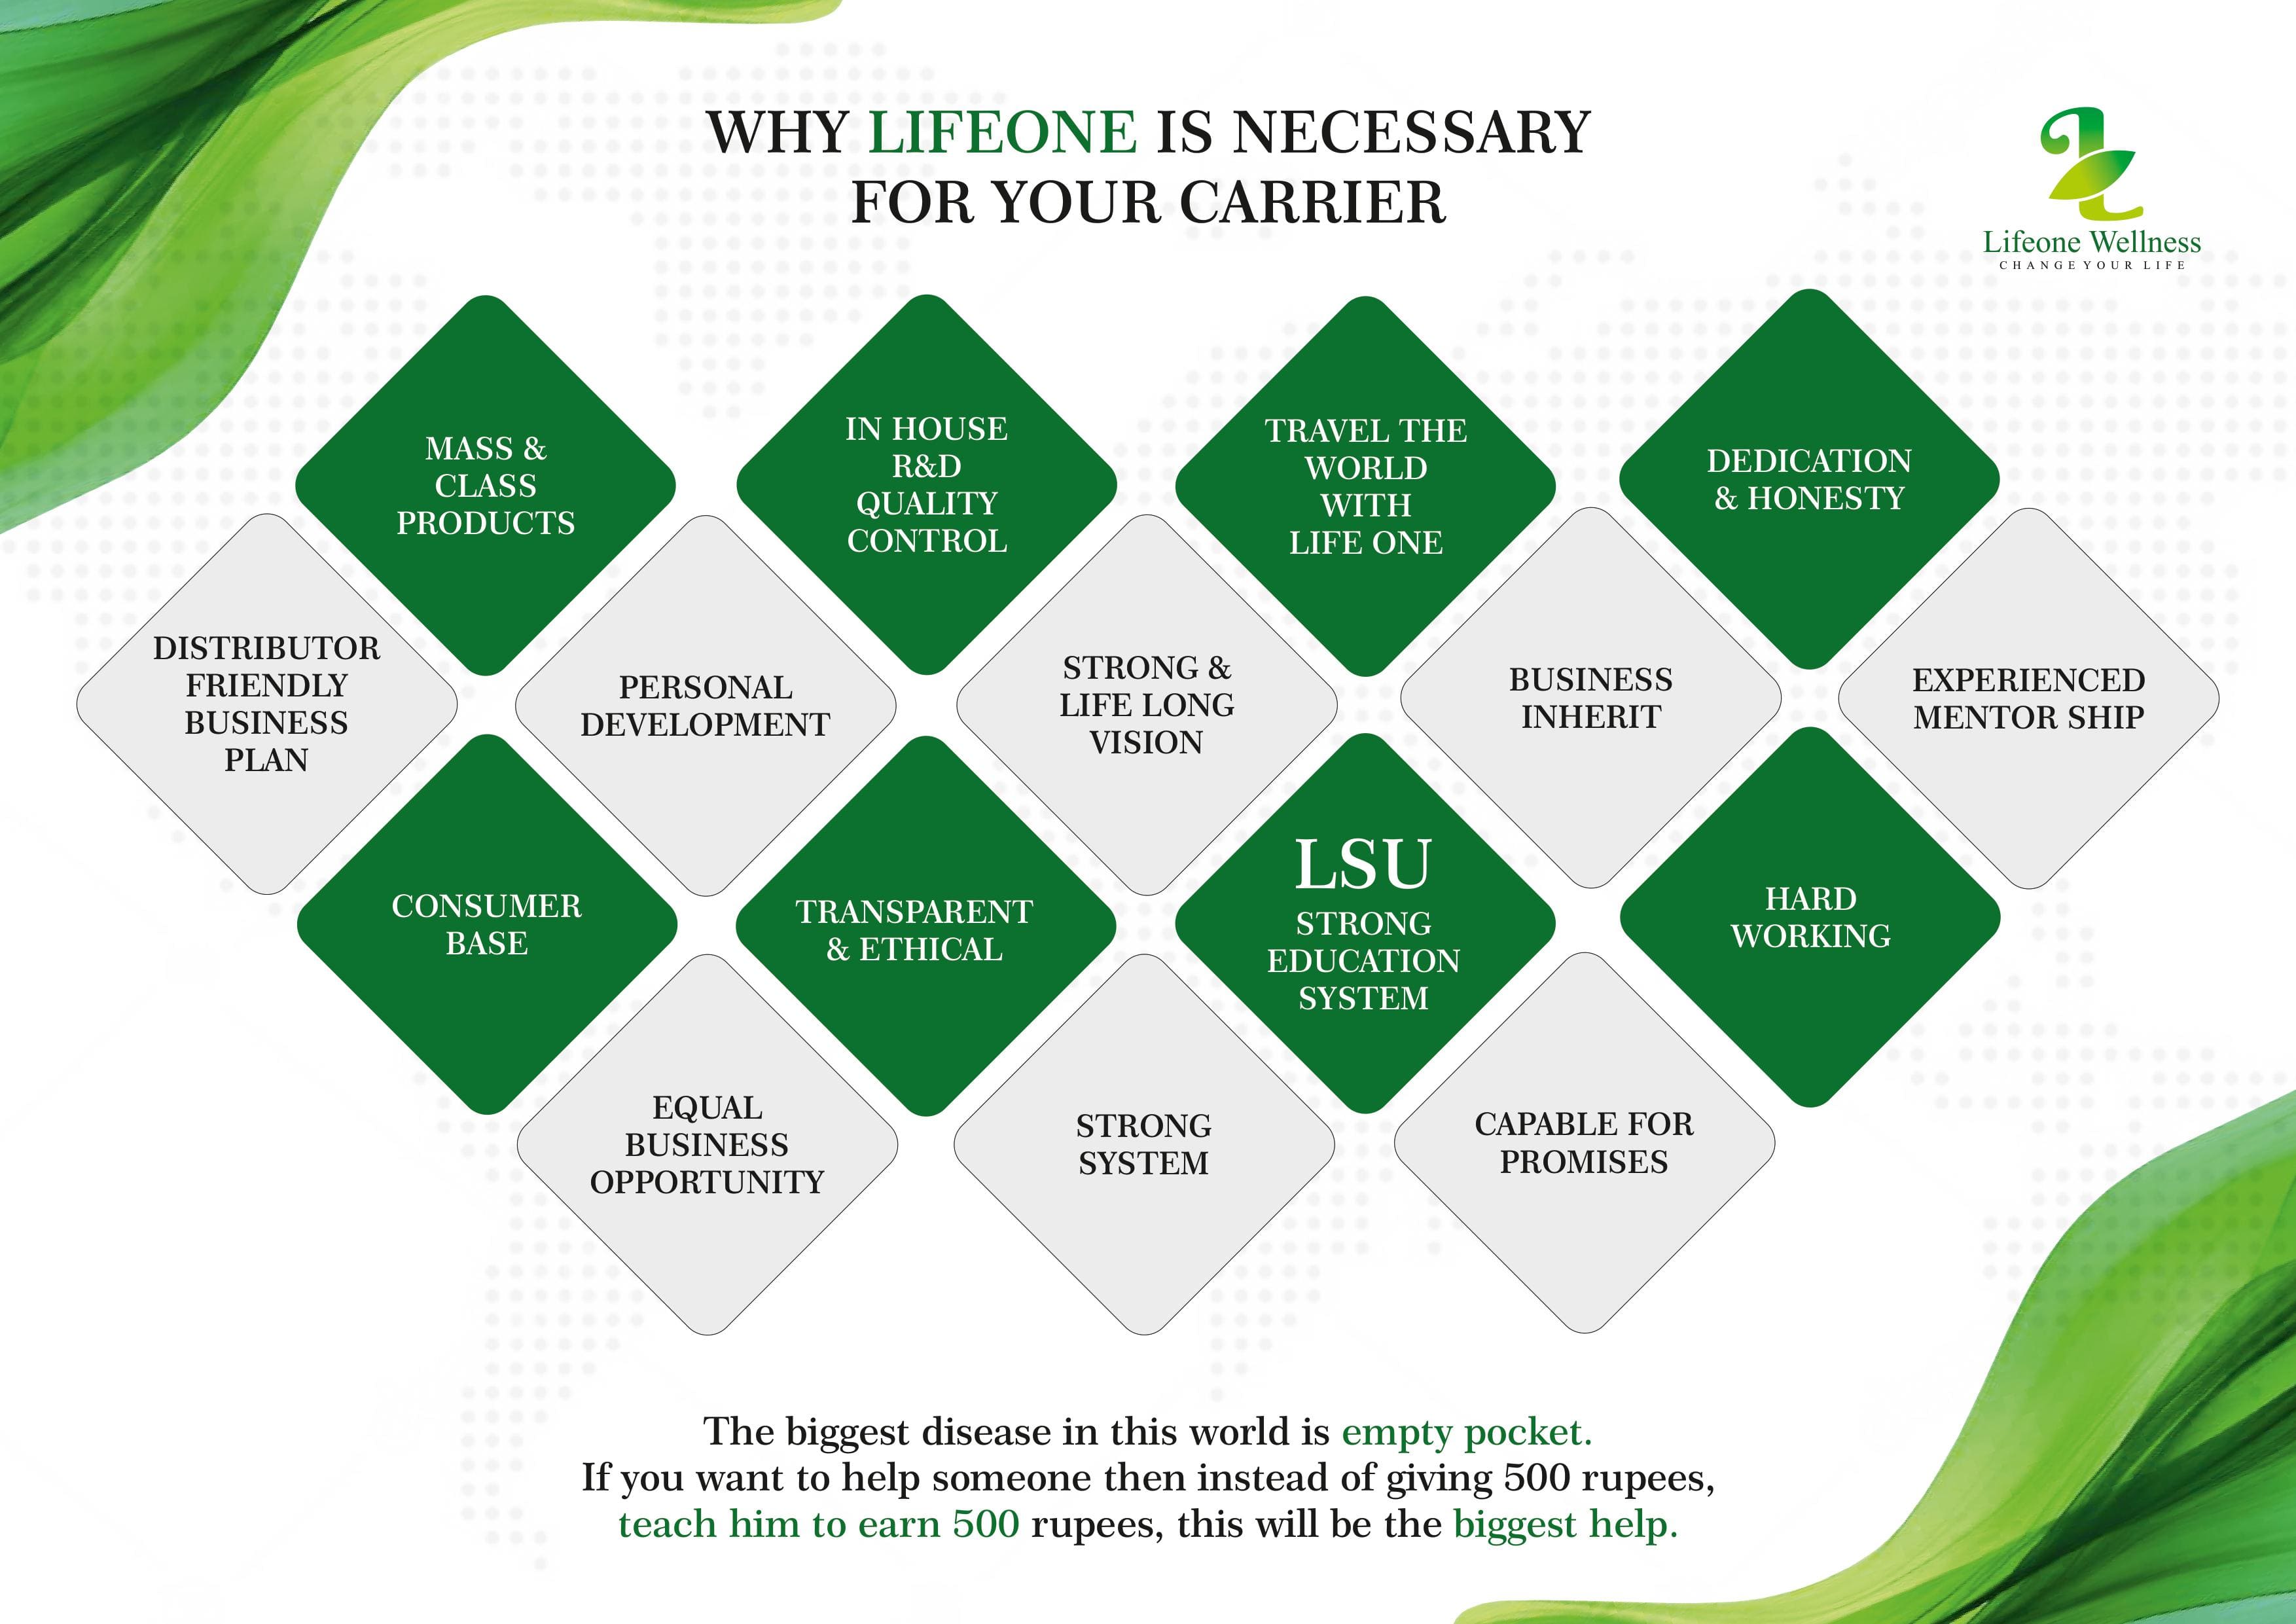 WHY LIFEONE IS NECESSARY
FOR YOUR CARRIER
Lifeone Wellness
CHANGE YOUR LIFE
MASS &
CLASS
PRODUCTS
IN HOUSE
R&D
QUALITY
CONTROL
TRAVEL THE
WORLD
WITH
LIFE ONE
DEDICATION
& HONESTY
DISTRIBUTOR
FRIENDLY
BUSINESS
PLAN
PERSONAL
DEVELOPMENT
STRONG &
LIFE LONG
VISION
BUSINESS
INHERIT
EXPERIENCED
MENTOR SHIP
CONSUMER
BASE
TRANSPARENT
& ETHICAL
LSU
STRONG
EDUCATION
SYSTEM
HARD
WORKING
EQUAL
BUSINESS
OPPORTUNITY
STRONG
SYSTEM
CAPABLE FOR
PROMISES
The biggest disease in this world is empty pocket.
If you want to help someone then instead of giving 500 rupees,
teach him to earn 500 rupees, this will be the biggest help.